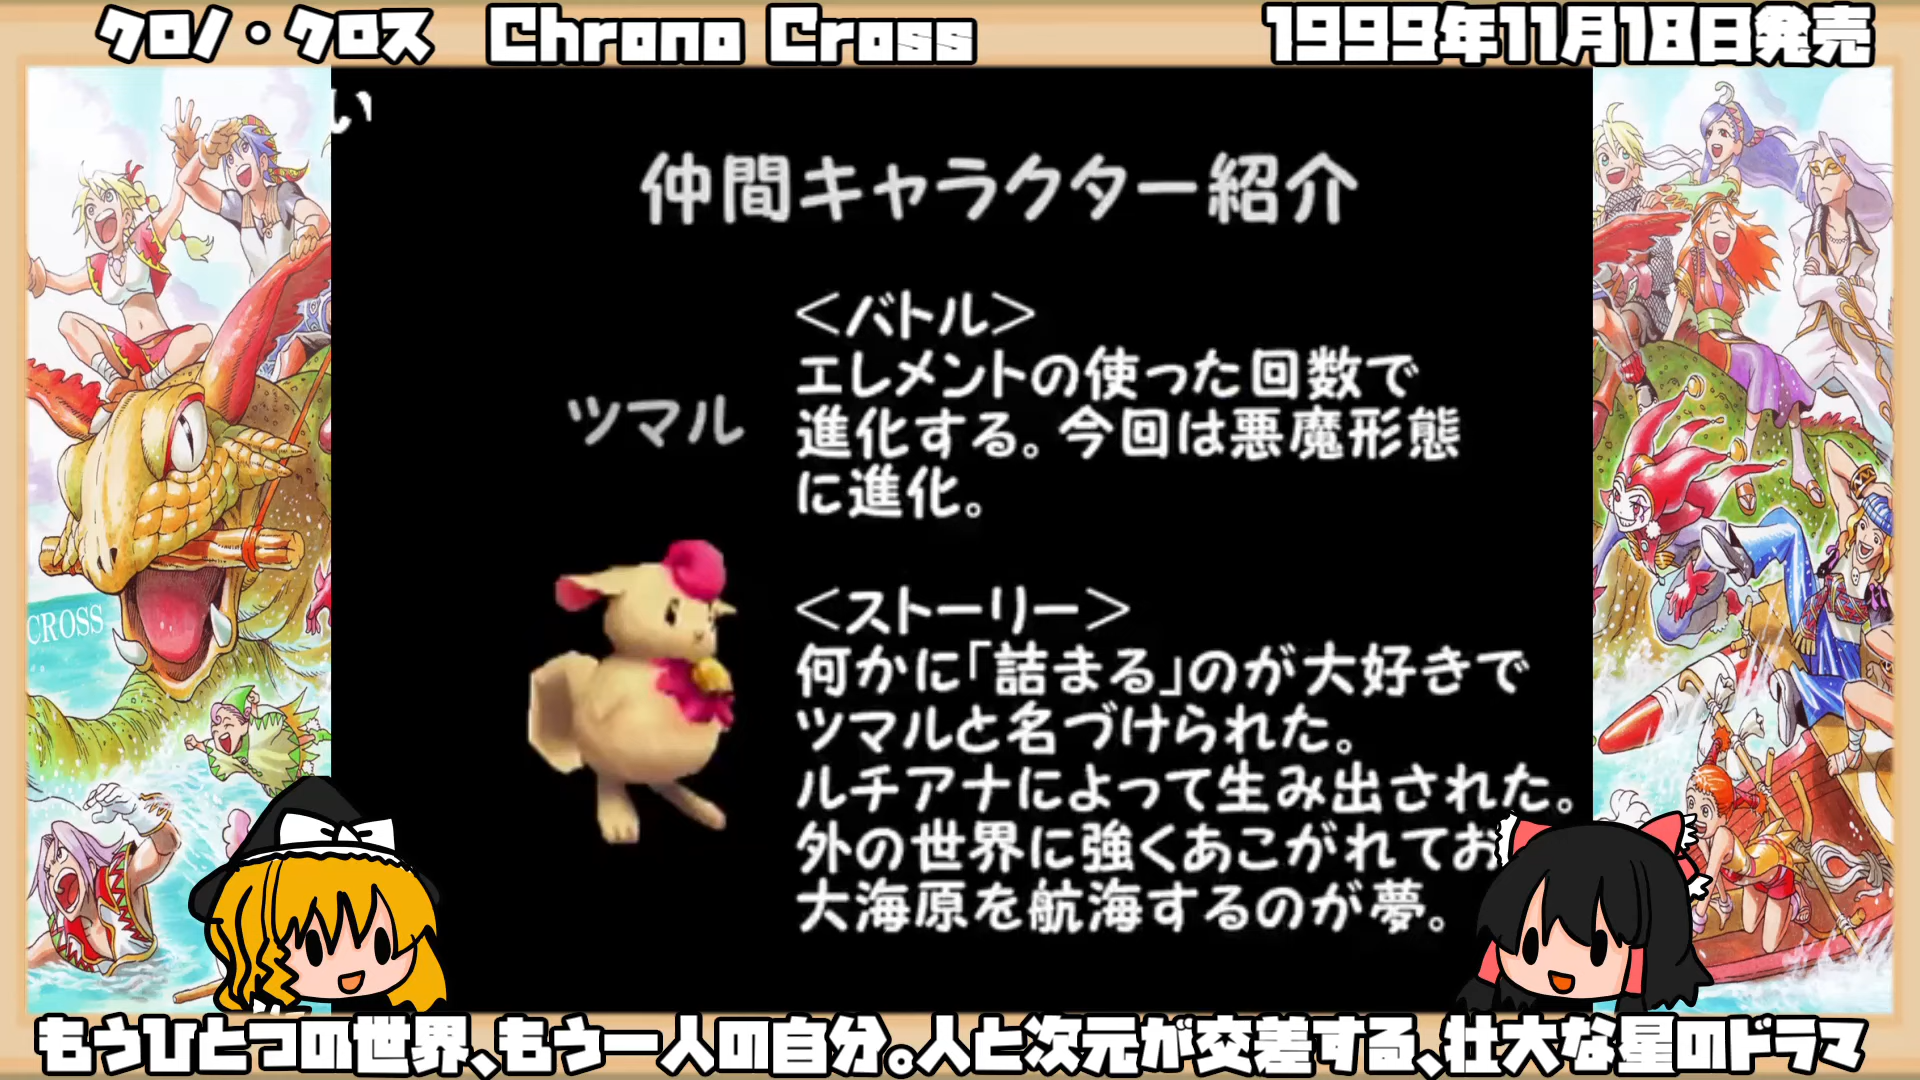 クロノ・クロス　Chrono Cross
1999年11月18日発売
い
仲間キャラクター紹介
＜バトル＞
エレメントの使った回数で
進化する。今回は悪魔形態
に進化。
ツマル
＜ストーリー＞
何かに「詰まる」のが大好きで
ツマルと名づけられた。
ルチアナによって生み出された。
外の世界に強くあこがれてお
大海原を航海するのが夢。
CROSS
もうひとつの世界、もう一人の自分。人と次元が交差する、壮大な星のドラマ